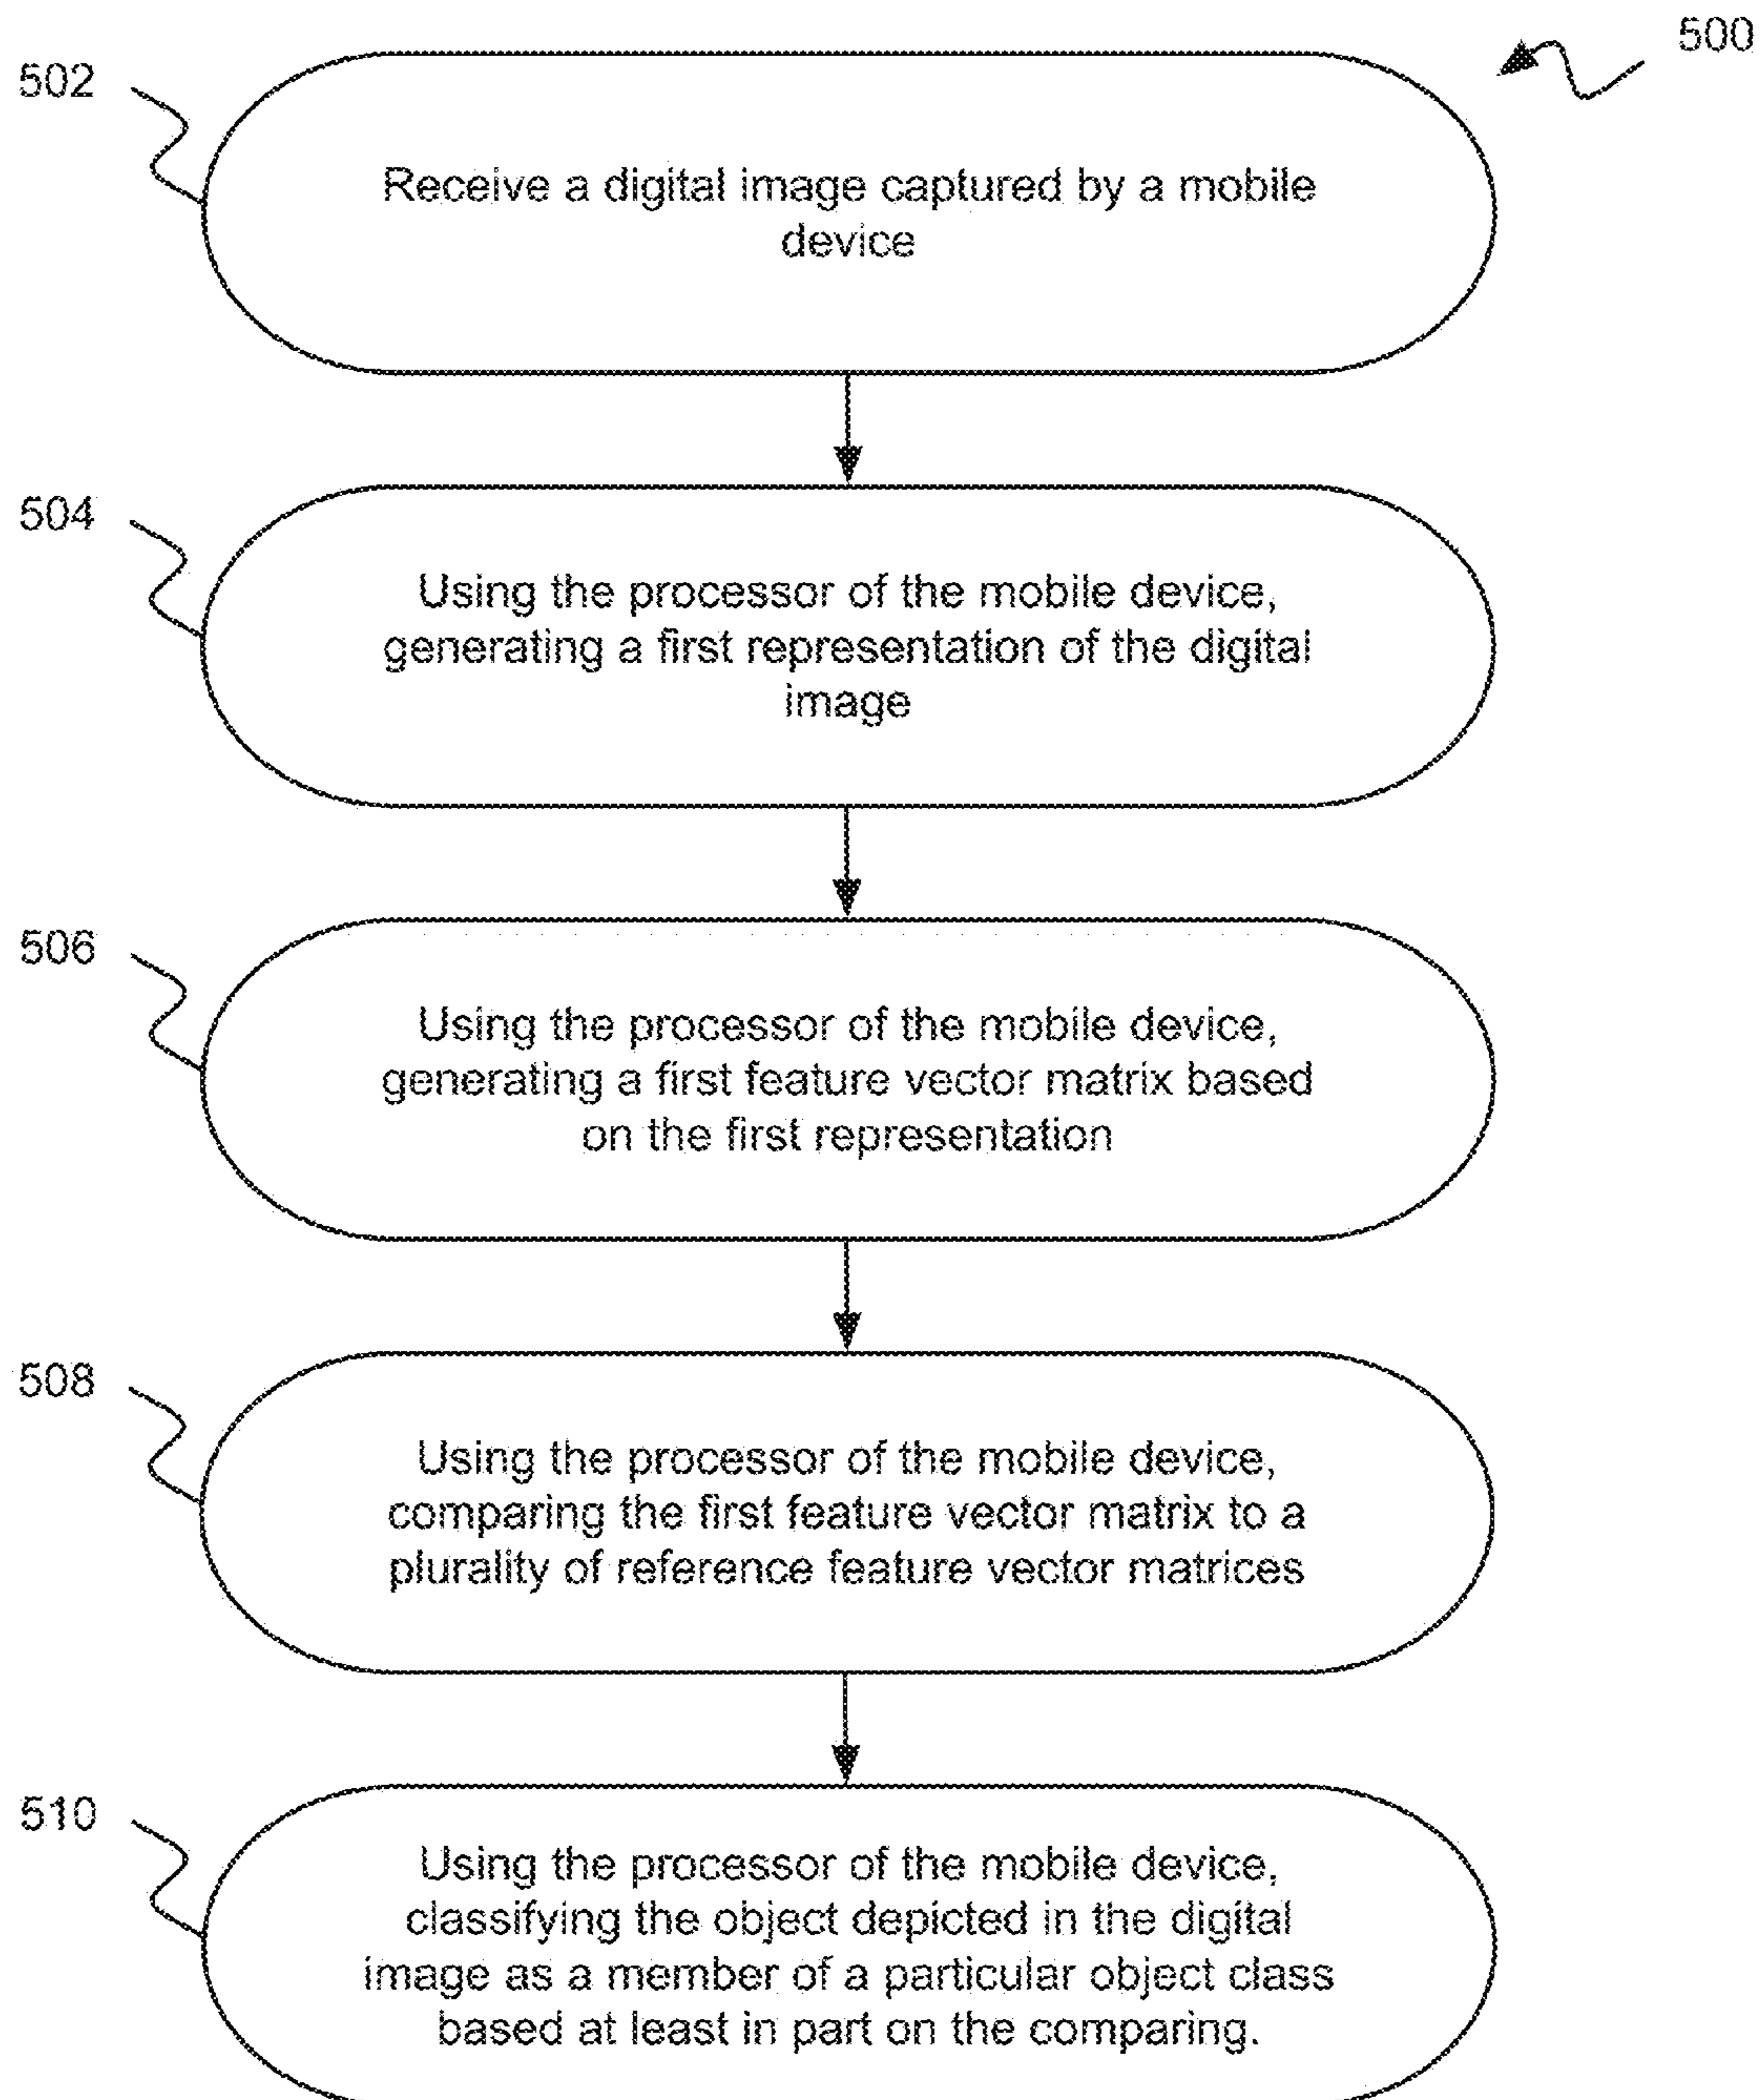 500
502
Receive a digital image captured by a mobile
device
504
Using the processor of the mobile device,
generating a first representation of the digital
image
506
Using the processor of the mobile device,
generating a first feature vector matrix based
on the first representation
508
Using the processor of the mobile device,
comparing the first feature vector matrix to a
plurality of reference feature vector matrices
510
Using the processor of the mobile device,
classifying the object depicted in the digital
image as a member of a particular object class
based at least in part on the comparing.